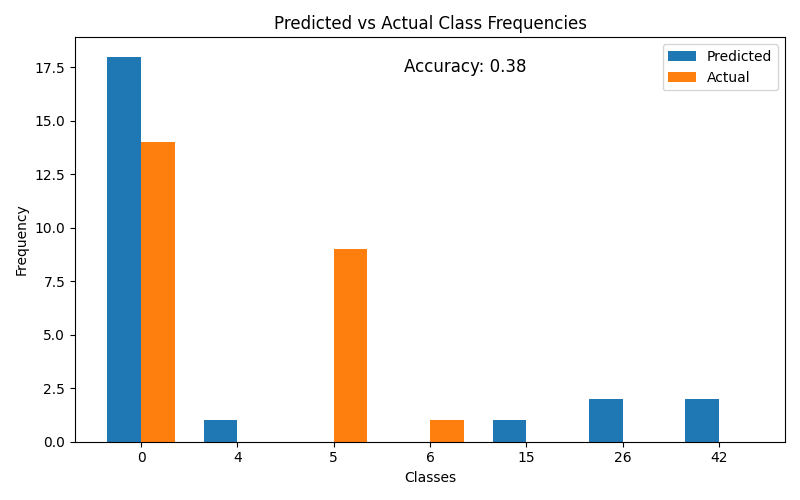 Predicted vs Actual Class Frequencies
Accuracy: 0.38
Predicted
Actual
17.5
15.0
12.5
10.0
7.5
5.0
2.5
0.0
Frequency
0 4 5 6 15 26 42
Classes